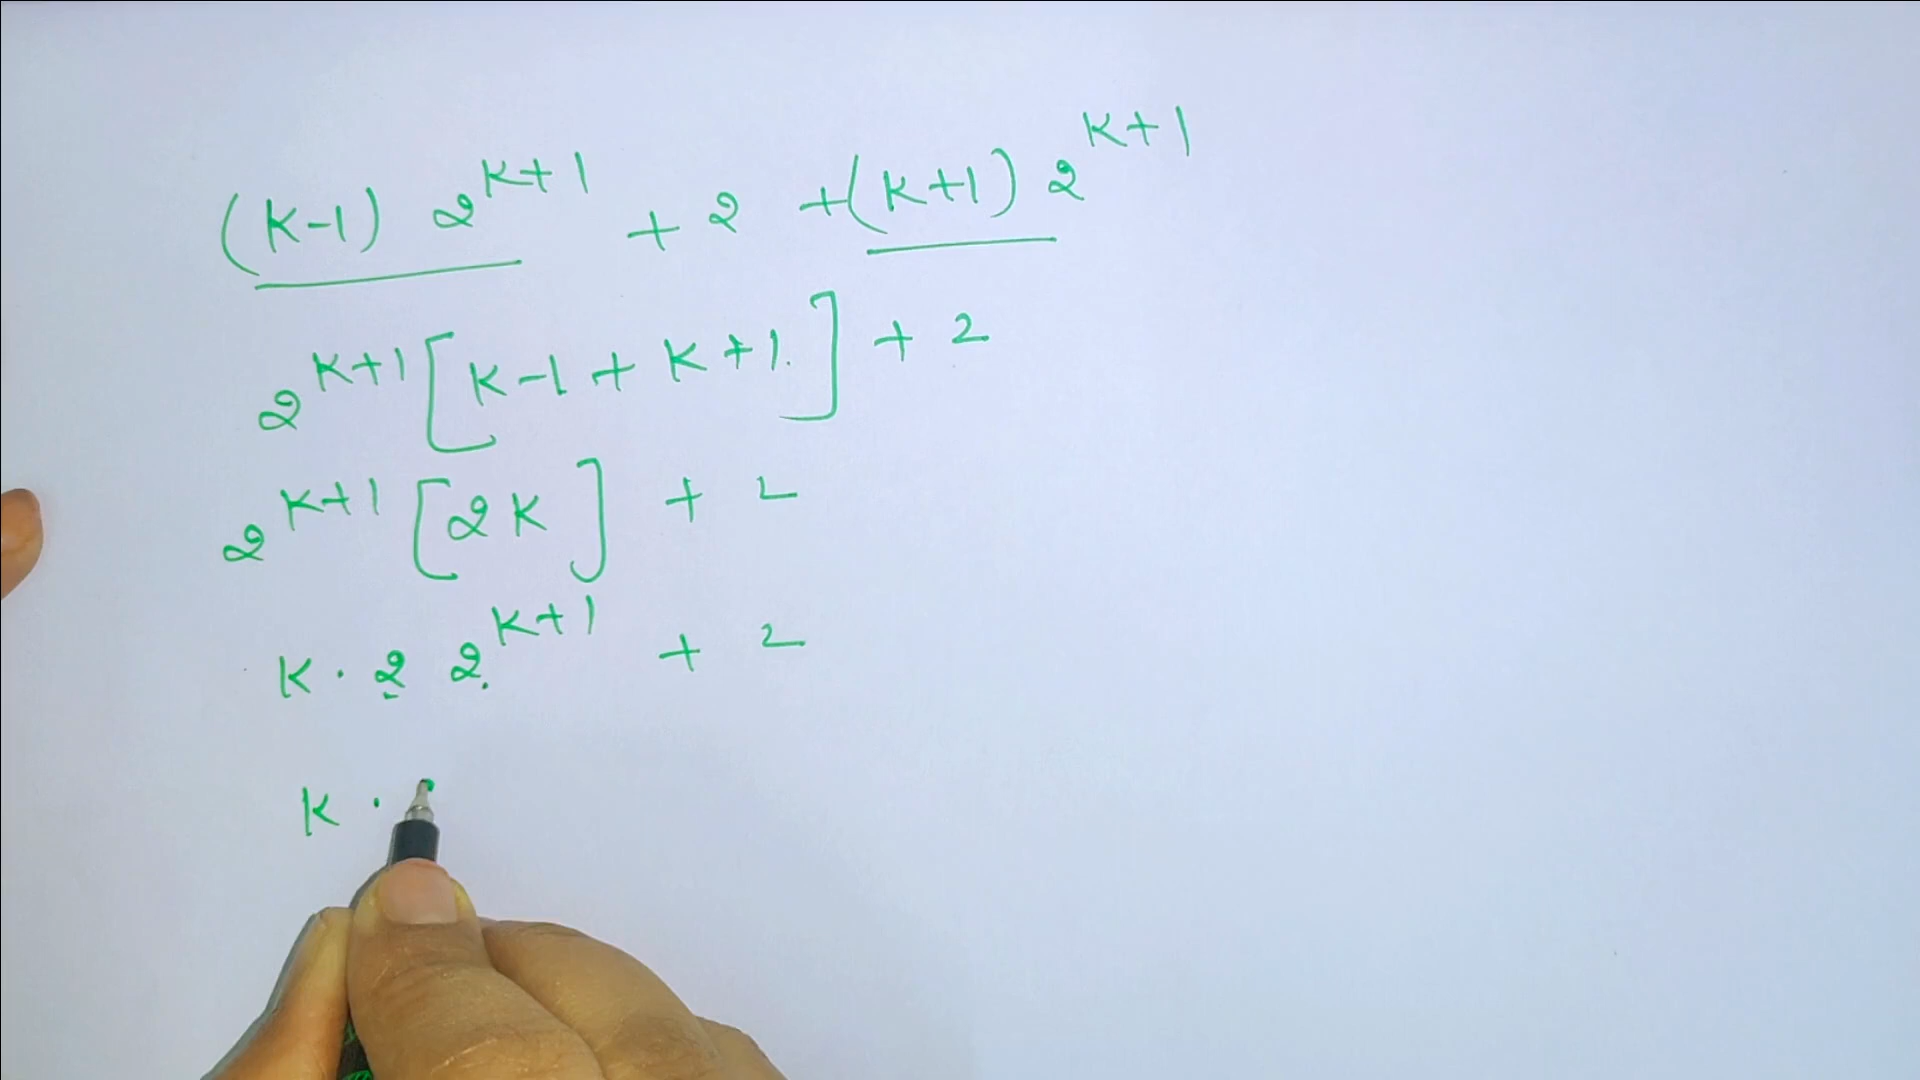 (K-1) 2^{K+1} + 2 + (K+1) 2^{K+1}
2^{K+1} [K-1 + K+1.] + 2
2^{K+1} [2K] + 2
K · 2 2^{K+1} + 2
K ·